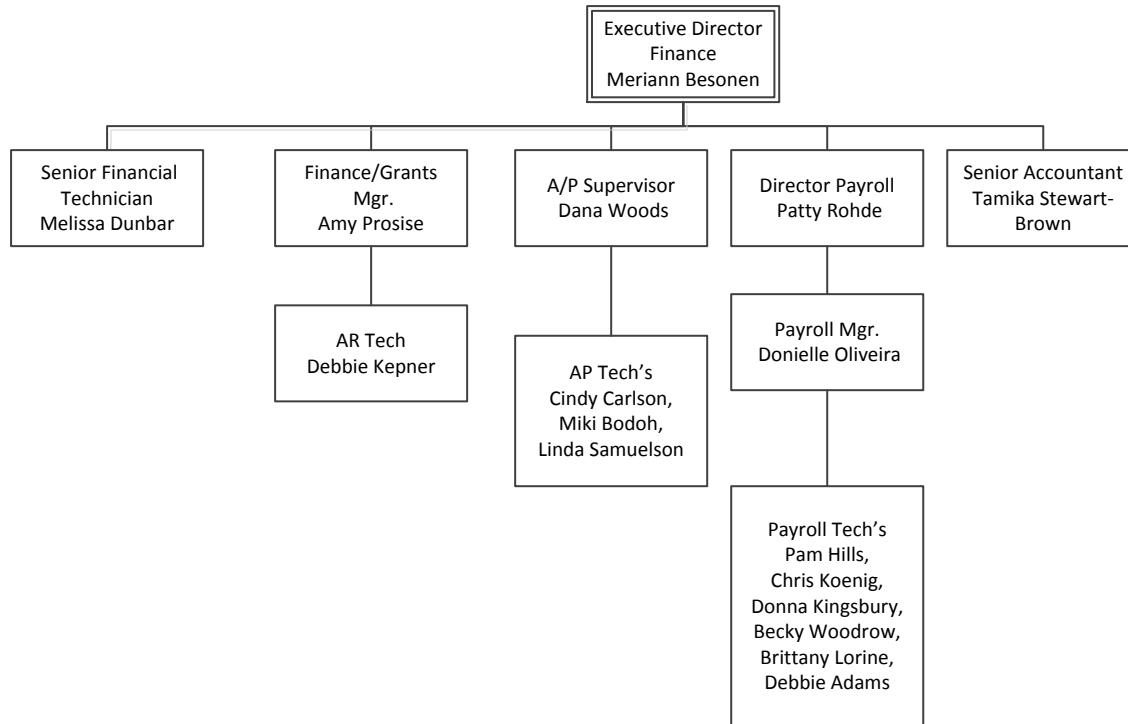 Executive Director
Finance
Meriann Besonen
Senior Financial
Technician
Melissa Dunbar
Finance/Grants
Mgr.
Amy Prosise
A/P Supervisor
Dana Woods
Director Payroll
Patty Rohde
Senior Accountant
Tamika Stewart-
Brown
AR Tech
Debbie Kepner
AP Tech’s
Cindy Carlson,
Miki Bodoh,
Linda Samuelson
Payroll Mgr.
Donielle Oliveira
Payroll Tech’s
Pam Hills,
Chris Koenig,
Donna Kingsbury,
Becky Woodrow,
Brittany Lorine,
Debbie Adams